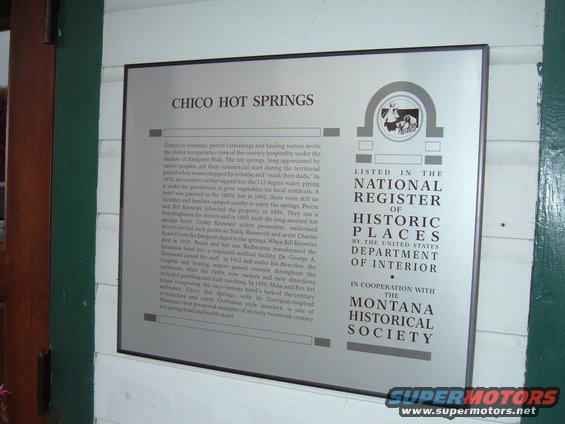 CHICO HOT SPRINGS
Generous verandas, period furnishings and healing waters invite
the visitor to experience turn-of-the-century hospitality under the
shadow of Emigrant Peak. The hot springs, long appreciated by
native peoples, got their commercial start during the territorial
period when miners stopped by to bathe and "wash their duds." In
1876, an inventive settler tapped into the 112 degree water, piping
it under his greenhouse to grow vegetables for local residents. A
hotel was planned in the 1880s, but in 1892, there were still no
facilities and families camped nearby to enjoy the springs. Percie
and Bill Knowles inherited the property in 1894. They ran a
boardinghouse for miners and in 1900, built the long-awaited hot
springs hotel. Under Knowles' active promotion, uniformed
drivers ferried such guests as Teddy Roosevelt and artist Charlie
Russell from the Emigrant depot to the springs. When Bill Knowles
died in 1910, Percie and her son transformed the
luxurious hotel into a respected medical facility. Dr. George A.
Townsend joined the staff in 1912 and under his direction, the
hospital and healing waters gained renown throughout the
northwest. After the 1940s, new owners and new directions
included gambling and dude ranching. In 1976, Mike and Eve Art
began recapturing the once-famous hotel's turn-of-the-century
ambiance. Chico Hot Springs, with its Georgian-inspired
architecture and warm Craftsman style interiors, is one of
Montana's best preserved examples of an early twentieth century
hot springs hotel and health resort.
LISTED IN THE
NATIONAL
REGISTER
OF
HISTORIC
PLACES
BY THE UNITED STATES
DEPARTMENT
OF INTERIOR
•
IN COOPERATION WITH
THE
MONTANA
HISTORICAL
SOCIETY
SUPERMOTORS
www.supermotors.net